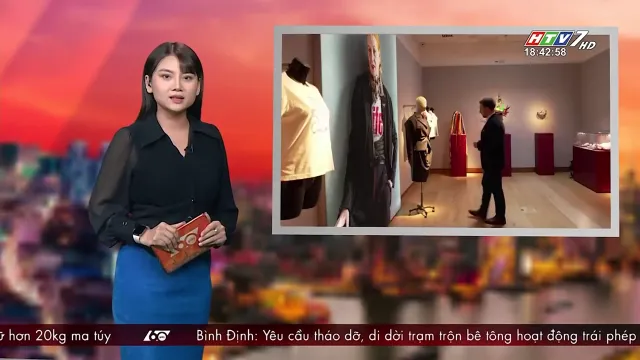 HTV7 HD
18:42:58
ữ hơn 20kg ma túy 60 Bình Định: Yêu cầu tháo dỡ, di dời trạm trộn bê tông hoạt động trái phép